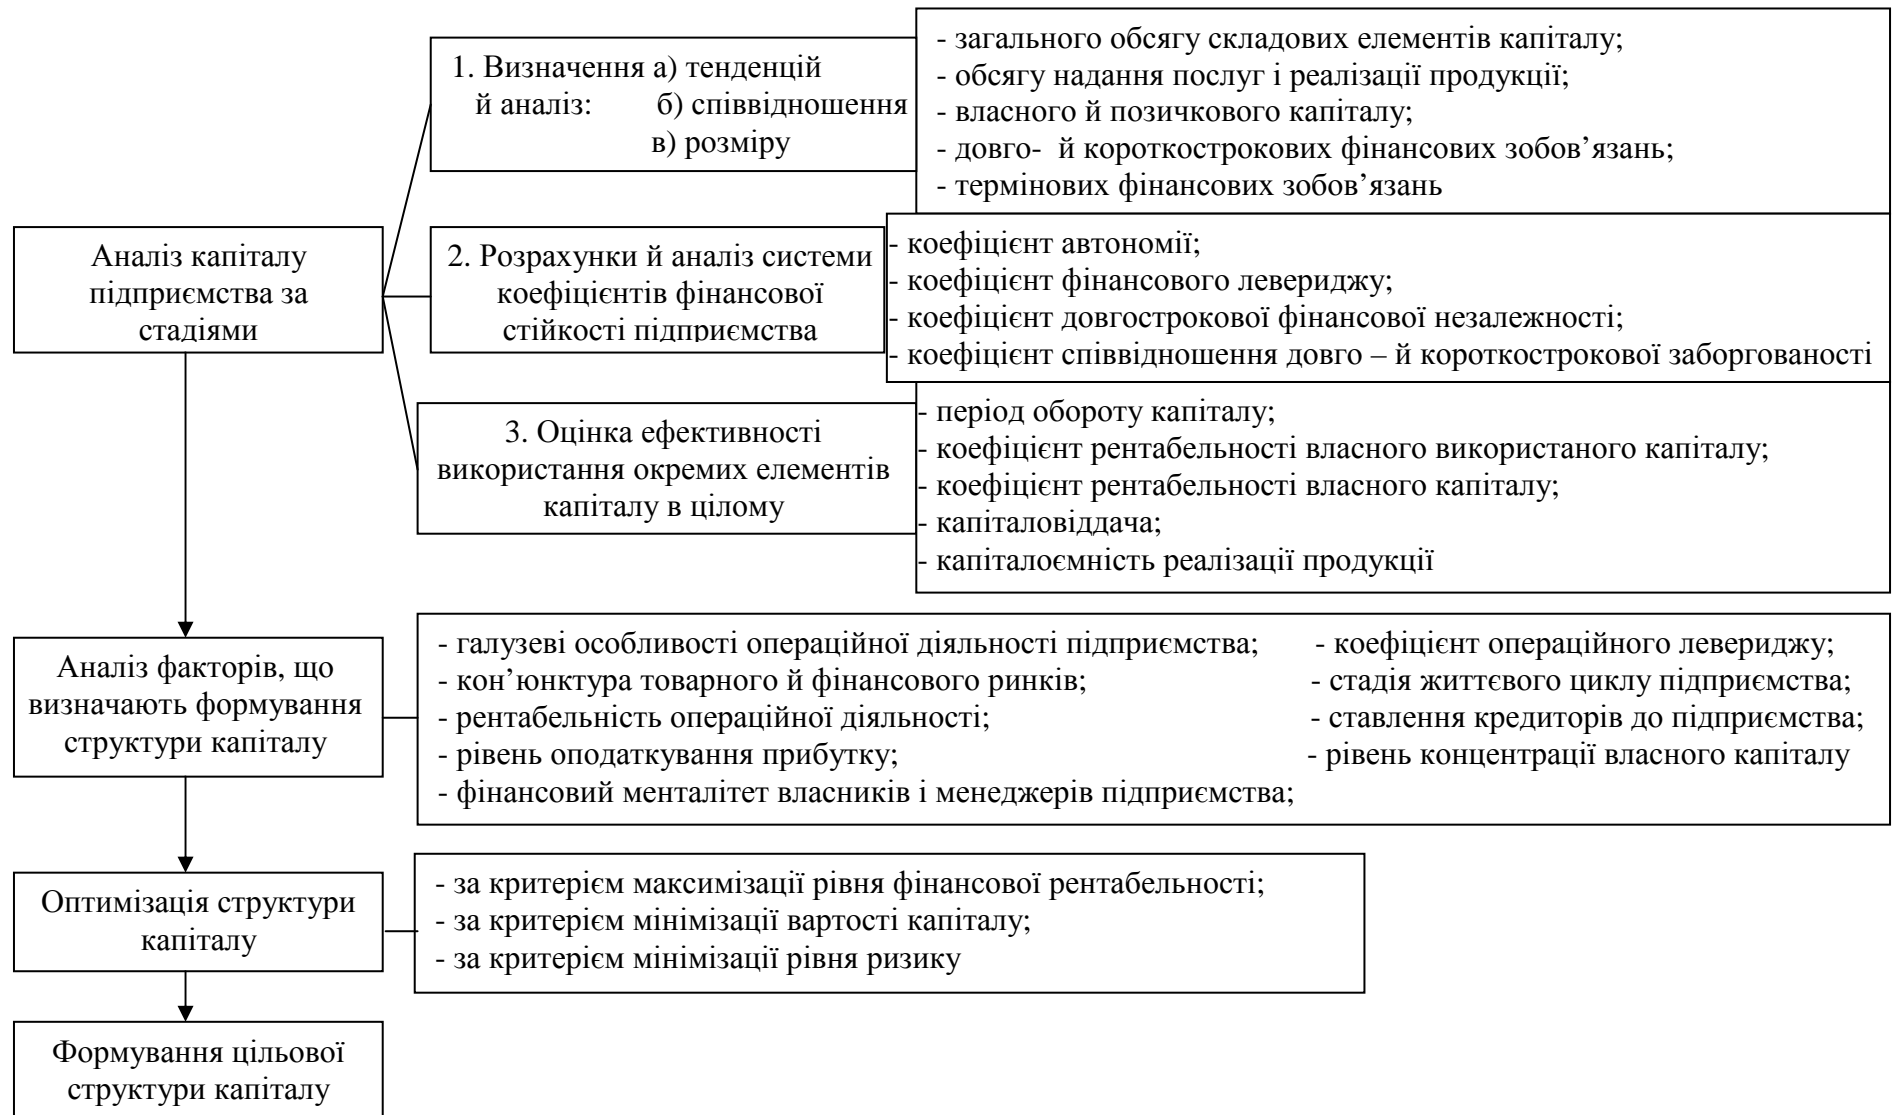 1. Визначення а) тенденцій
й аналіз: б) співвідношення
в) розміру
- загального обсягу складових елементів капіталу;
- обсягу надання послуг і реалізації продукції;
- власного й позичкового капіталу;
- довго- й короткострокових фінансових зобов’язань;
- термінових фінансових зобов’язань
Аналіз капіталу
підприємства за
стадіями
2. Розрахунки й аналіз системи
коефіцієнтів фінансової
стійкості підприємства
- коефіцієнт автономії;
- коефіцієнт фінансового левериджу;
- коефіцієнт довгострокової фінансової незалежності;
- коефіцієнт співвідношення довго – й короткострокової заборгованості
3. Оцінка ефективності
використання окремих елементів
капіталу в цілому
- період обороту капіталу;
- коефіцієнт рентабельності власного використаного капіталу;
- коефіцієнт рентабельності власного капіталу;
- капіталовіддача;
- капіталоємність реалізації продукції
Аналіз факторів, що
визначають формування
структури капіталу
- галузеві особливості операційної діяльності підприємства; - коефіцієнт операційного левериджу;
- кон’юнктура товарного й фінансового ринків; - стадія життєвого циклу підприємства;
- рентабельність операційної діяльності; - ставлення кредиторів до підприємства;
- рівень оподаткування прибутку; - рівень концентрації власного капіталу
- фінансовий менталітет власників і менеджерів підприємства;
Оптимізація структури
капіталу
- за критерієм максимізації рівня фінансової рентабельності;
- за критерієм мінімізації вартості капіталу;
- за критерієм мінімізації рівня ризику
Формування цільової
структури капіталу